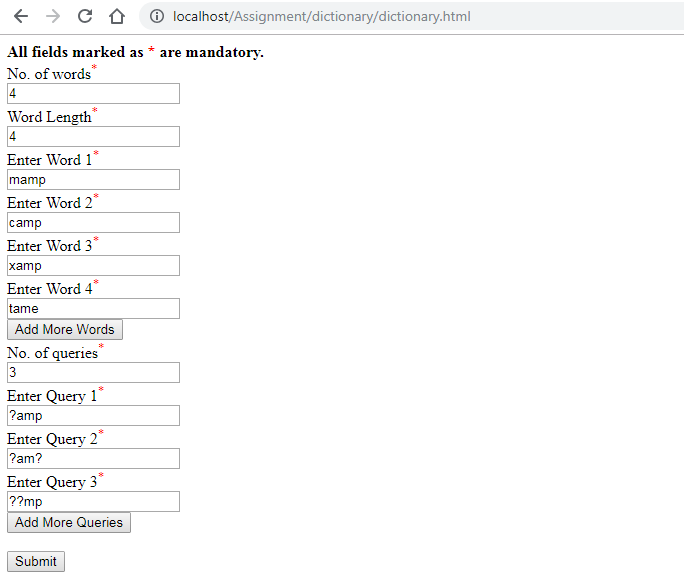 localhost/Assignment/dictionary/dictionary.html
All fields marked as * are mandatory.
No. of words*
4
Word Length*
4
Enter Word 1*
mamp
Enter Word 2*
camp
Enter Word 3*
xamp
Enter Word 4*
tame
Add More Words
No. of queries*
3
Enter Query 1*
?amp
Enter Query 2*
?am?
Enter Query 3*
??mp
Add More Queries
Submit